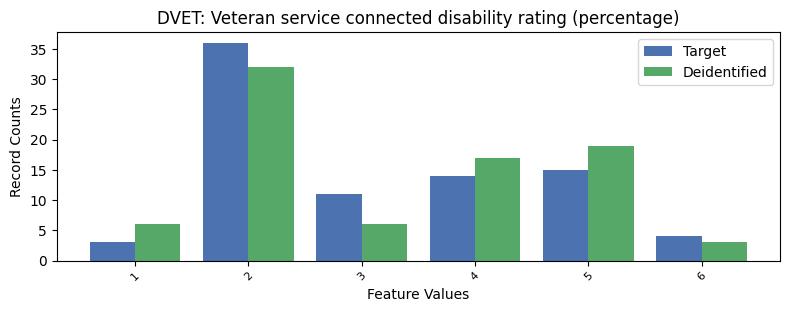 DVET: Veteran service connected disability rating (percentage)
Target
Deidentified
Record Counts
35
30
25
20
15
10
5
0
1 2 3 4 5 6
Feature Values